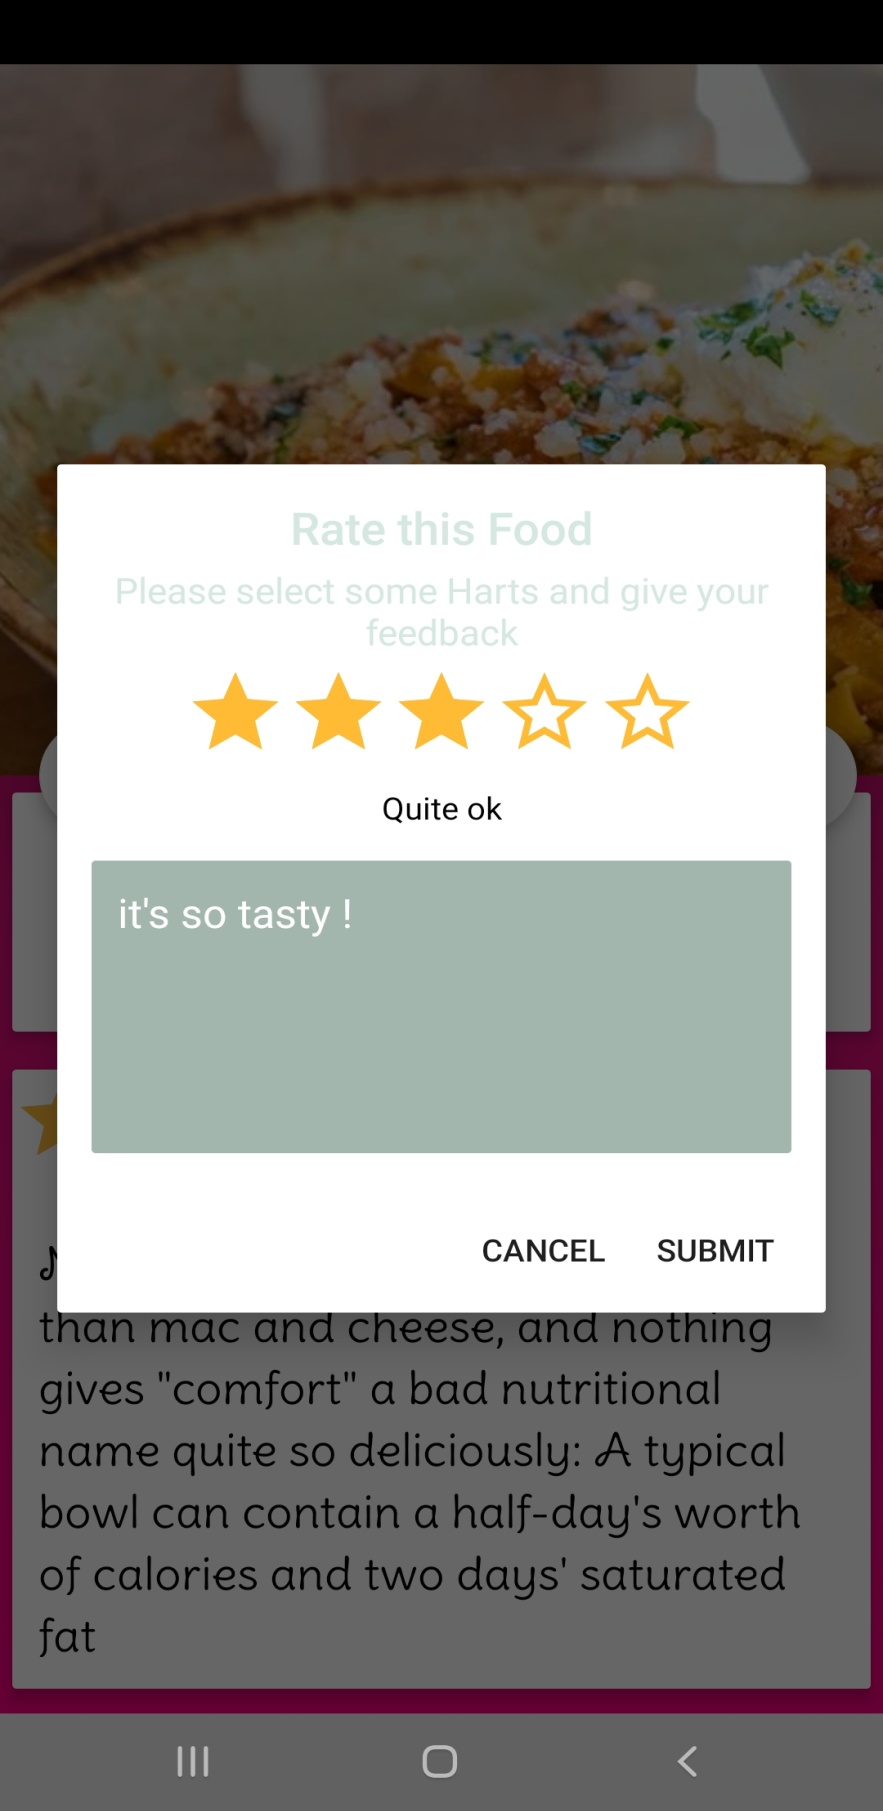 Rate this Food
Please select some Harts and give your
feedback
Quite ok
it's so tasty !
CANCEL SUBMIT
than mac and cheese, and nothing
gives "comfort" a bad nutritional
name quite so deliciously: A typical
bowl can contain a half-day's worth
of calories and two days' saturated
fat